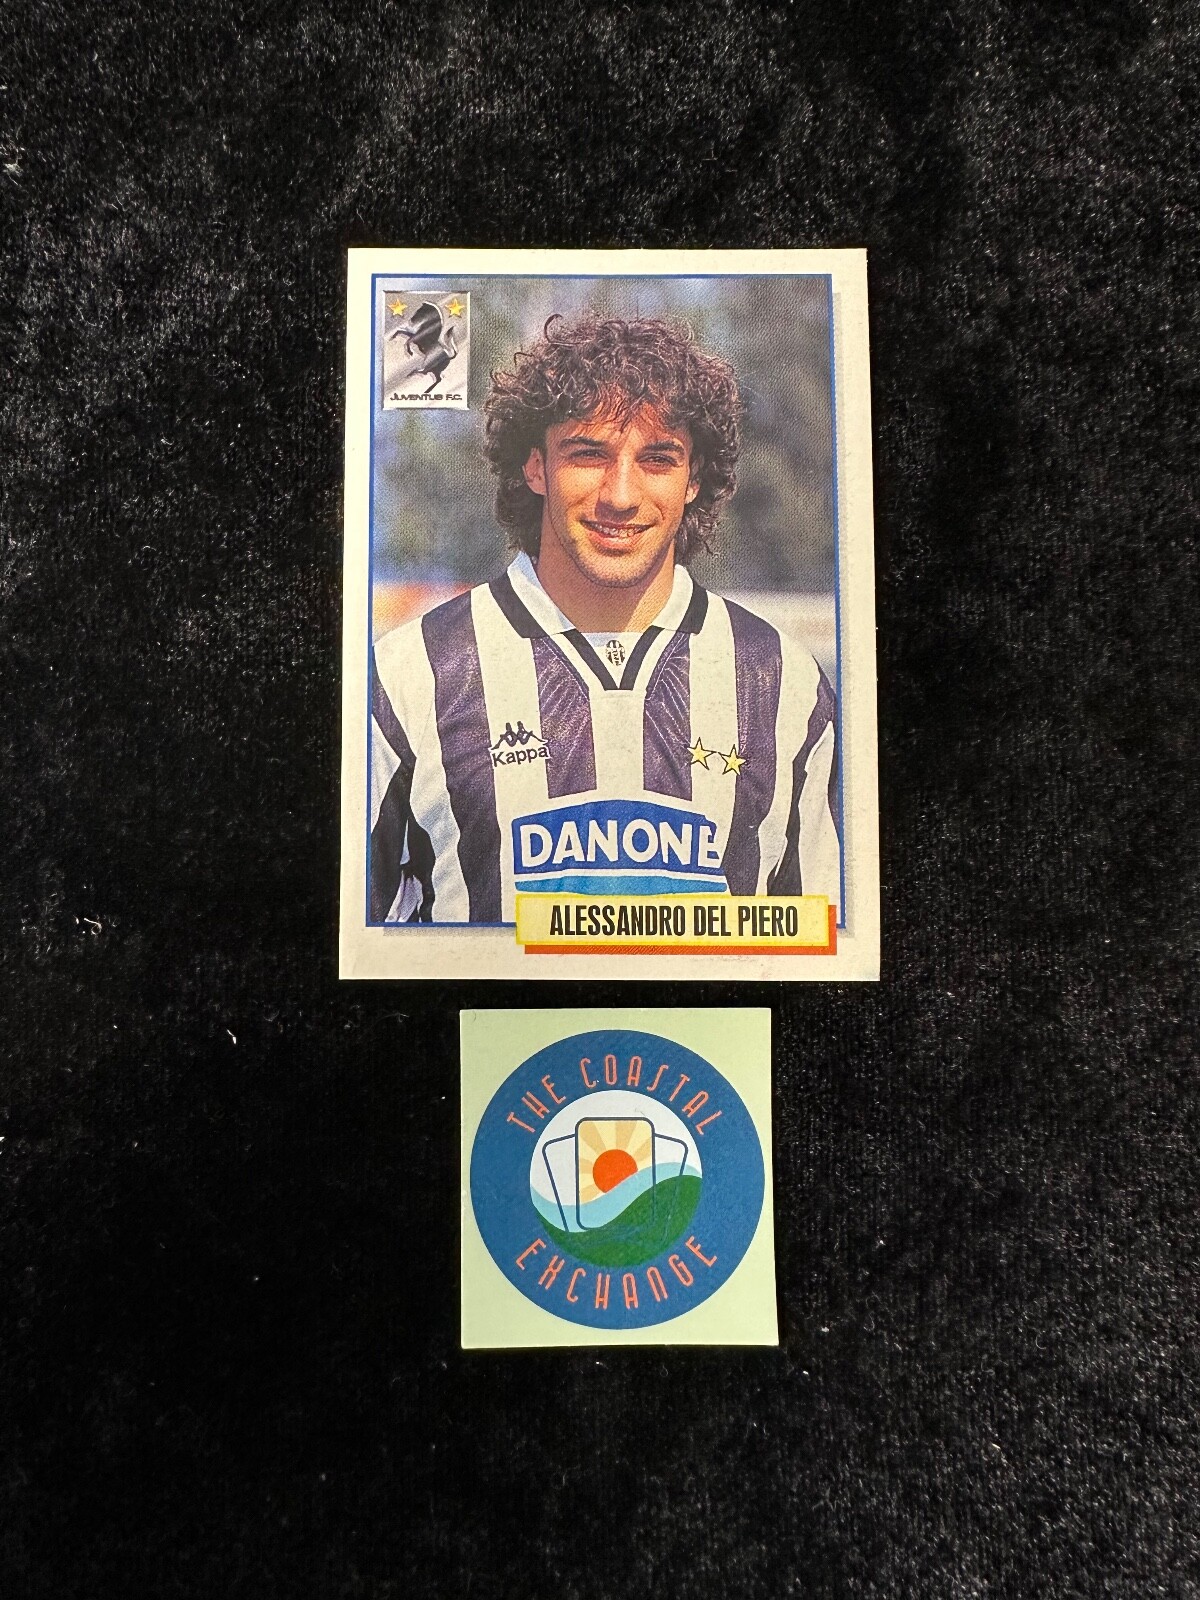 JUVENTUS F.C.
Kappa
DANONE
ALESSANDRO DEL PIERO
THE COASTAL
EXCHANGE